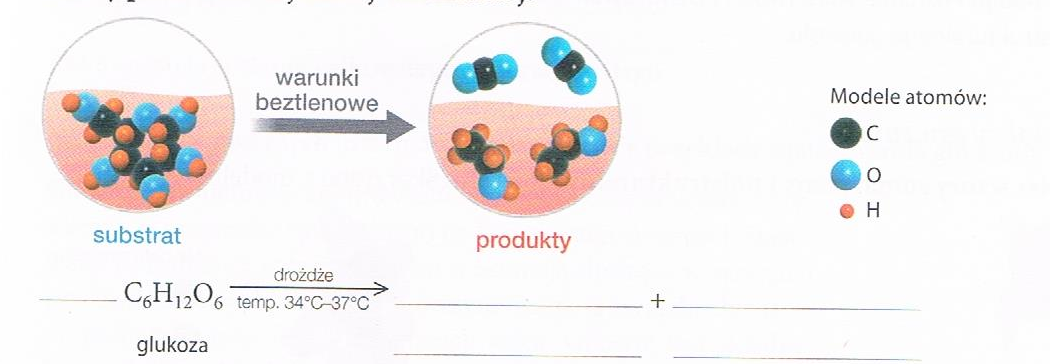 warunki
beztlenowe
substrat
produkty
Modele atomów:
C
O
H
C₆H₁₂O₆ drożdże temp. 34°C–37°C +
glukoza